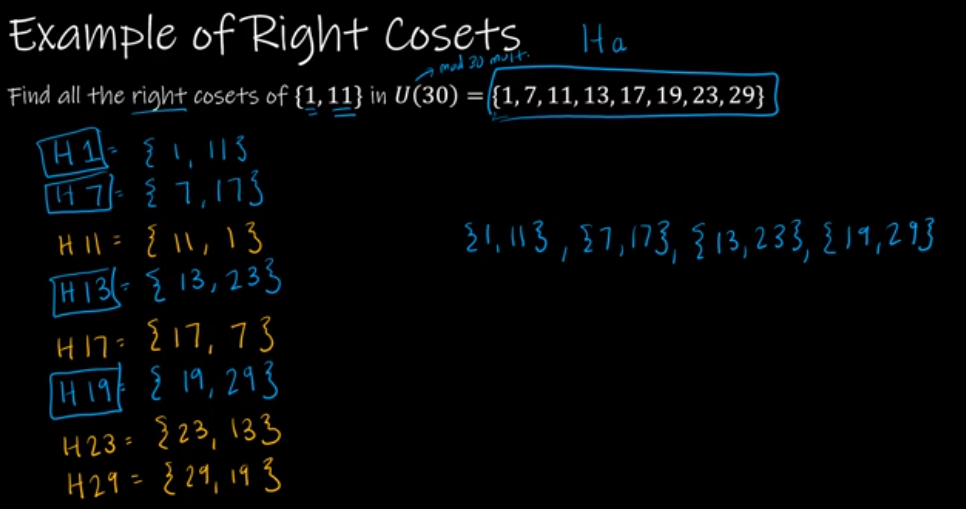 Example of Right Cosets
Ha
mod 30 mult.
Find all the right cosets of {1, 11} in U(30) = {1, 7, 11, 13, 17, 19, 23, 29}
H1 = { 1, 11}
H7 = { 7, 17}
H11 = { 11, 1}
{1, 11}, {7, 17}, {13, 23}, {19, 29}
H13 = { 13, 23}
H17 = {17, 7}
H19 = { 19, 29}
H23 = {23, 13}
H29 = {29, 19}